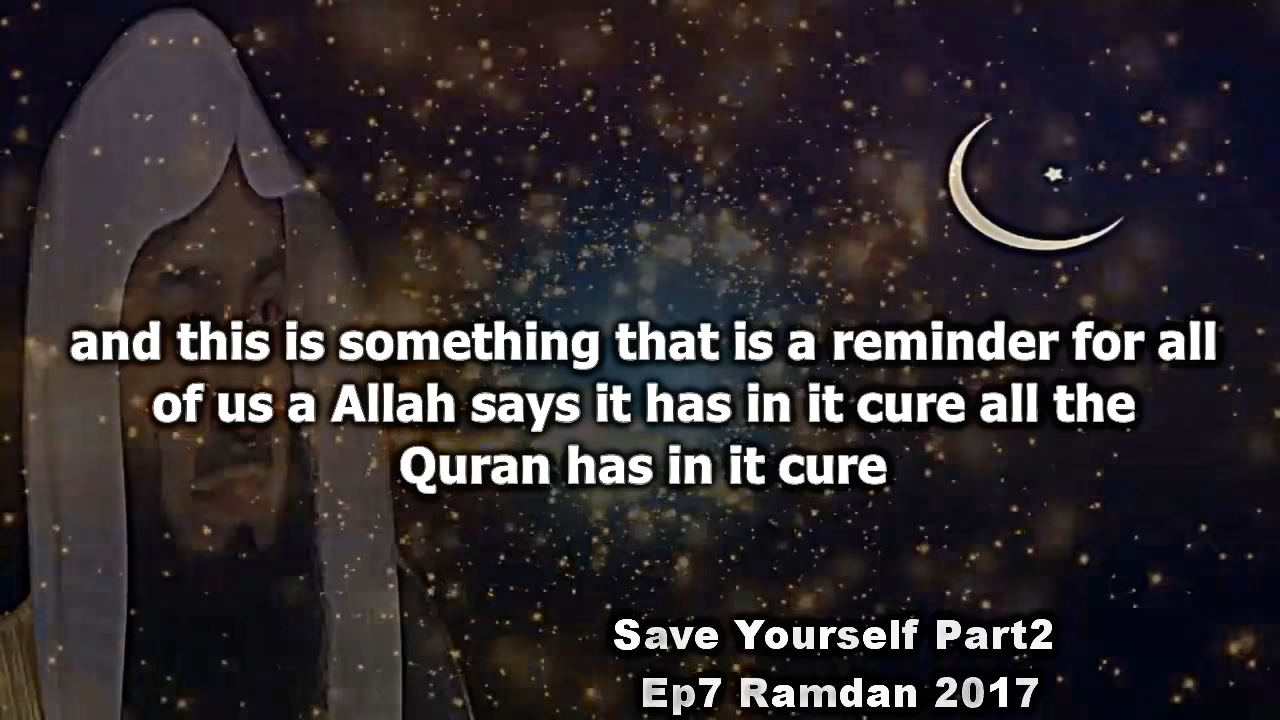 and this is something that is a reminder for all
of us a Allah says it has in it cure all the
Quran has in it cure
Save Yourself Part2
Ep7 Ramdan 2017